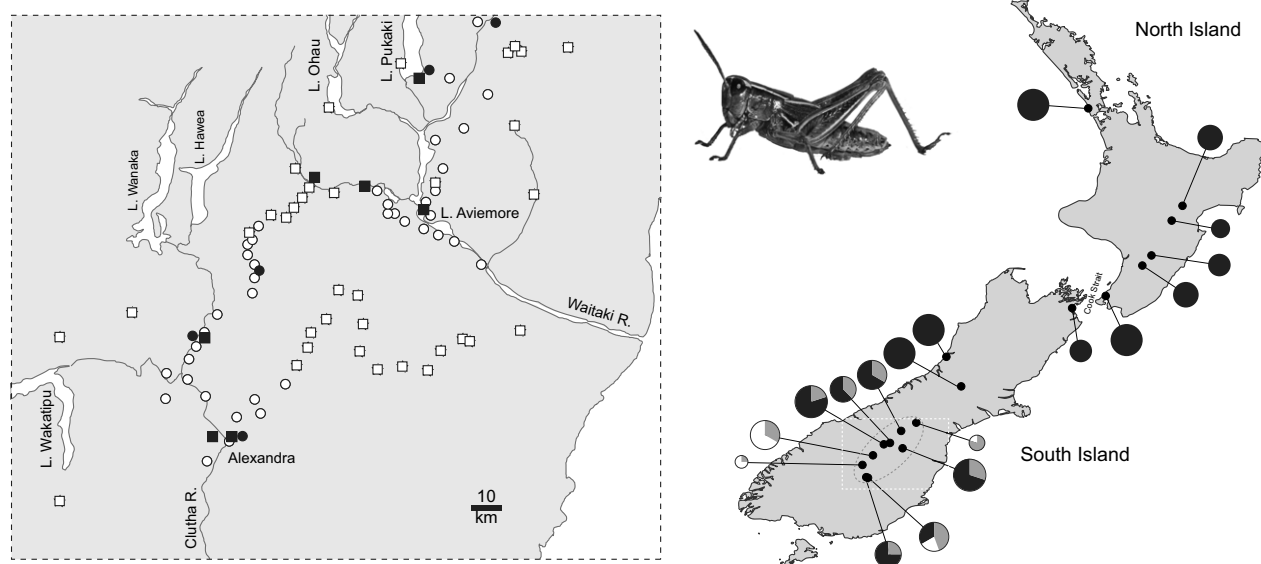 L. Ohau
L. Pukaki
L. Wanaka
L. Hawea
L. Aviemore
Waitaki R.
L. Wakatipu
Alexandra
Clutha R.
10
km
North Island
Cook Strait
South Island